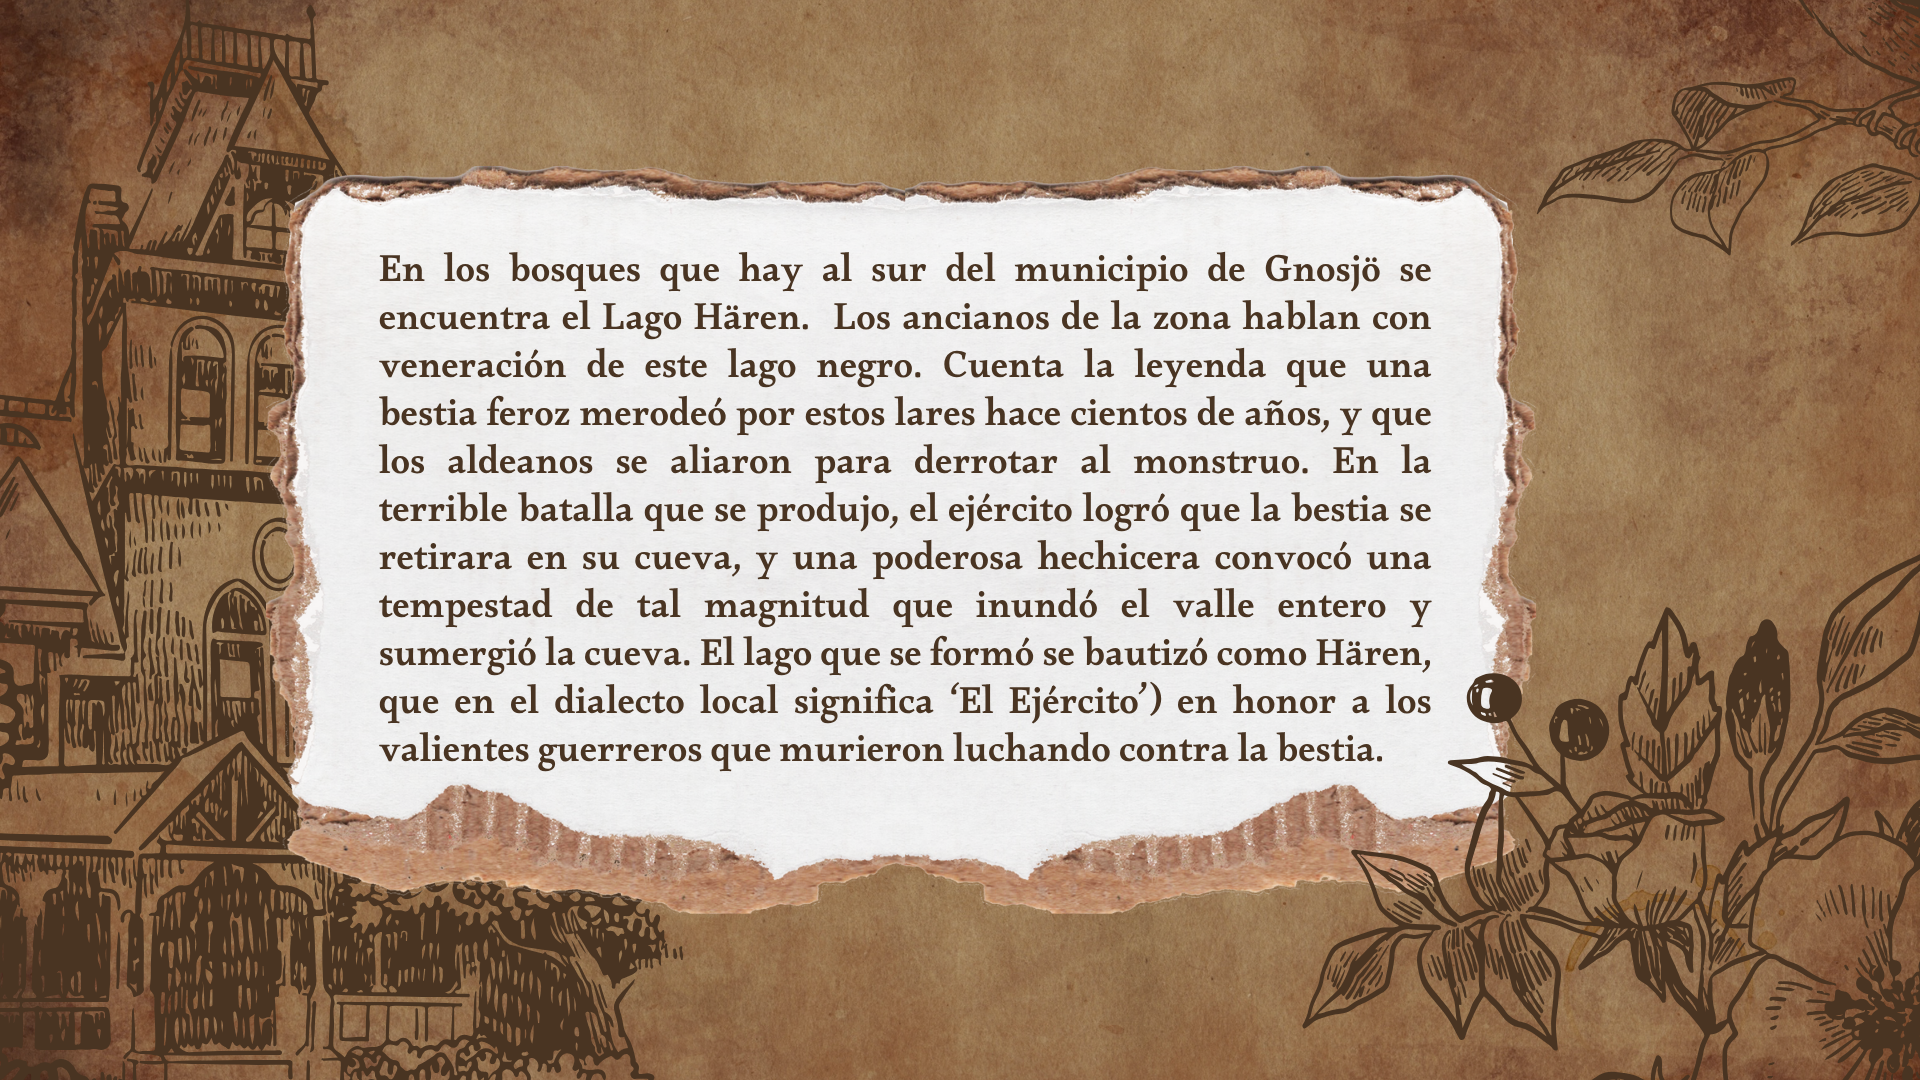 En los bosques que hay al sur del municipio de Gnosjö se
encuentra el Lago Hären. Los ancianos de la zona hablan con
veneración de este lago negro. Cuenta la leyenda que una
bestia feroz merodeó por estos lares hace cientos de años, y que
los aldeanos se aliaron para derrotar al monstruo. En la
terrible batalla que se produjo, el ejército logró que la bestia se
retirara en su cueva, y una poderosa hechicera convocó una
tempestad de tal magnitud que inundó el valle entero y
sumergió la cueva. El lago que se formó se bautizó como Hären,
que en el dialecto local significa ‘El Ejército’) en honor a los
valientes guerreros que murieron luchando contra la bestia.